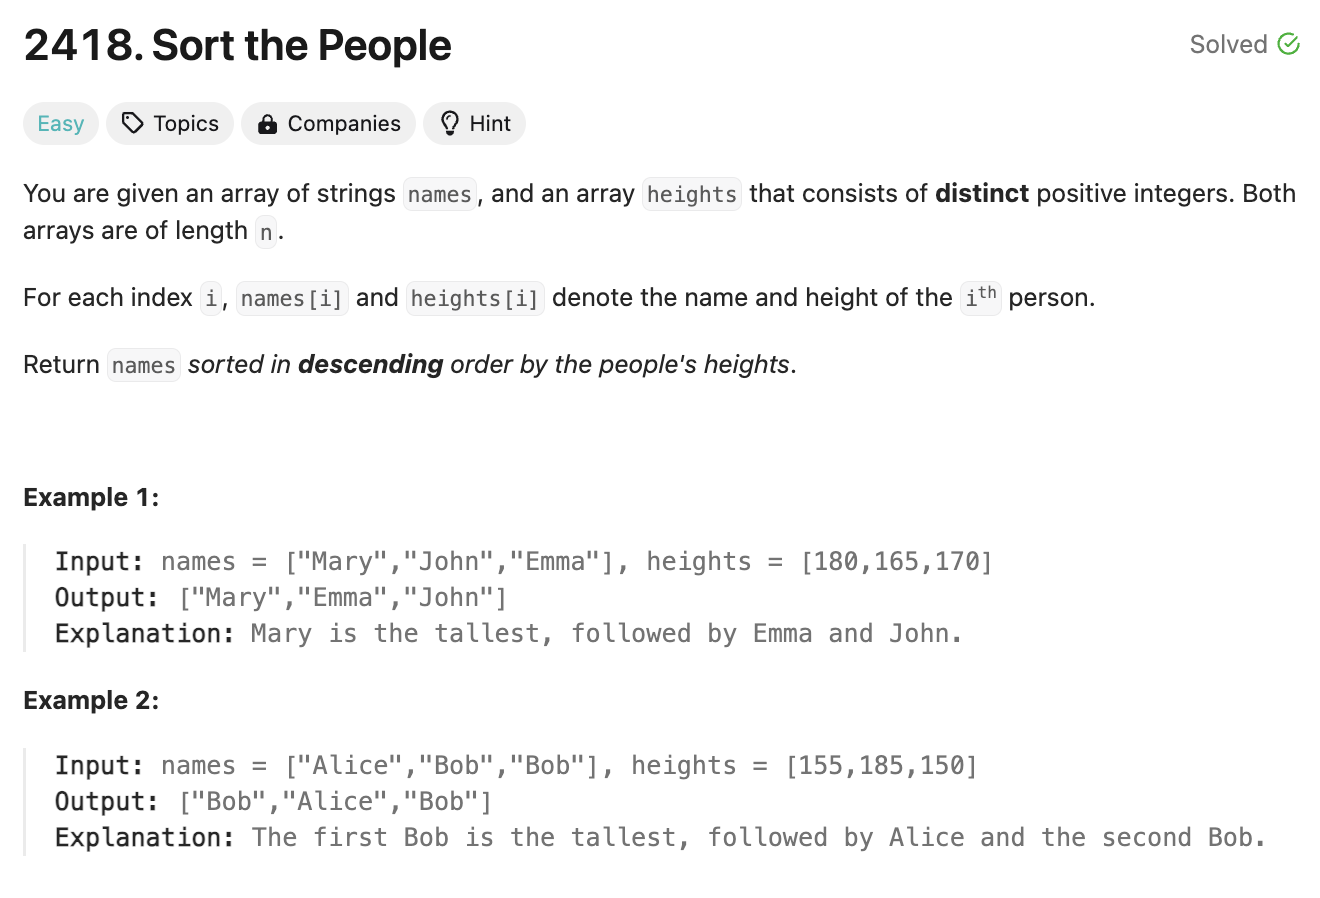 2418. Sort the People
Solved
Easy
Topics
Companies
Hint
You are given an array of strings names, and an array heights that consists of distinct positive integers. Both
arrays are of length n.
For each index i, names[i] and heights[i] denote the name and height of the ith person.
Return names sorted in descending order by the people's heights.
Example 1:
Input: names = ["Mary","John","Emma"], heights = [180,165,170]
Output: ["Mary","Emma","John"]
Explanation: Mary is the tallest, followed by Emma and John.
Example 2:
Input: names = ["Alice","Bob","Bob"], heights = [155,185,150]
Output: ["Bob","Alice","Bob"]
Explanation: The first Bob is the tallest, followed by Alice and the second Bob.